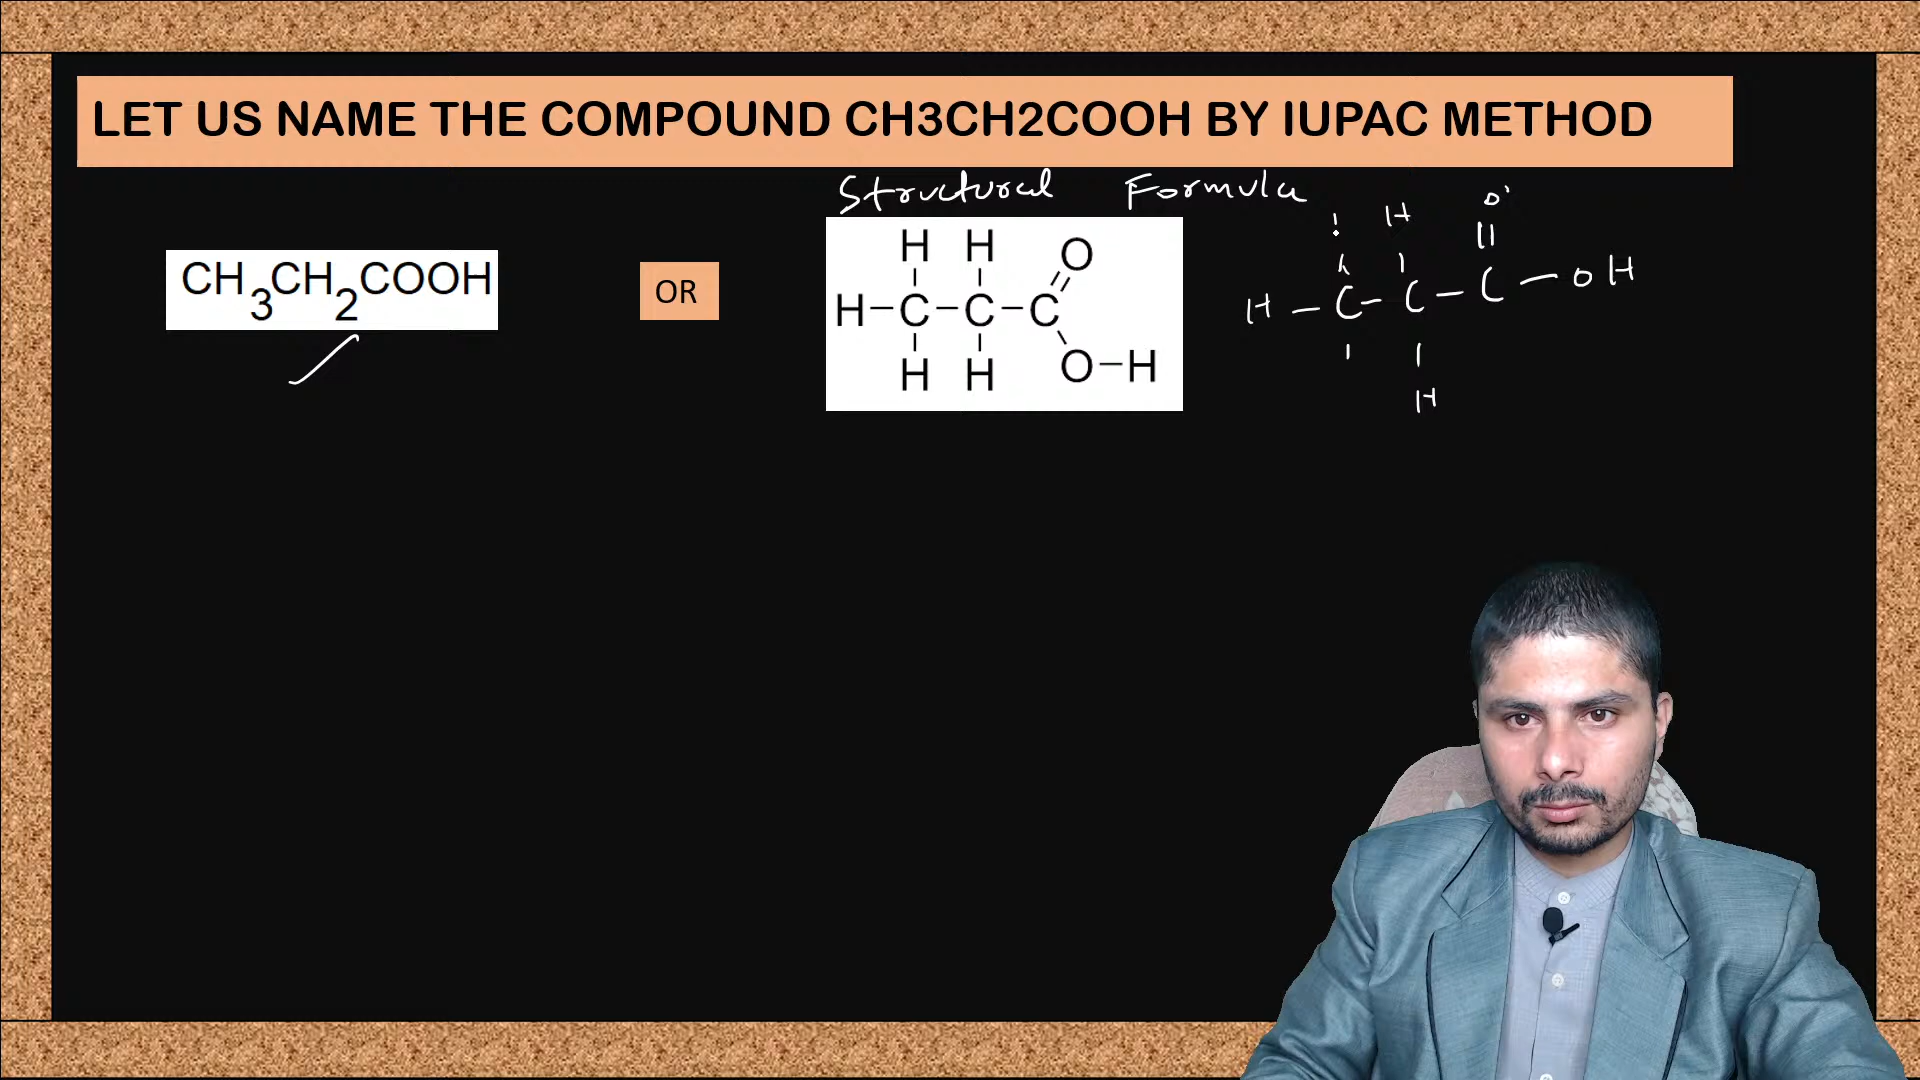 LET US NAME THE COMPOUND CH3CH2COOH BY IUPAC METHOD
Structural Formula
CH3CH2COOH
OR
H H O
H-C-C-C
H H O-H
H O
H - C - C - C - OH
H